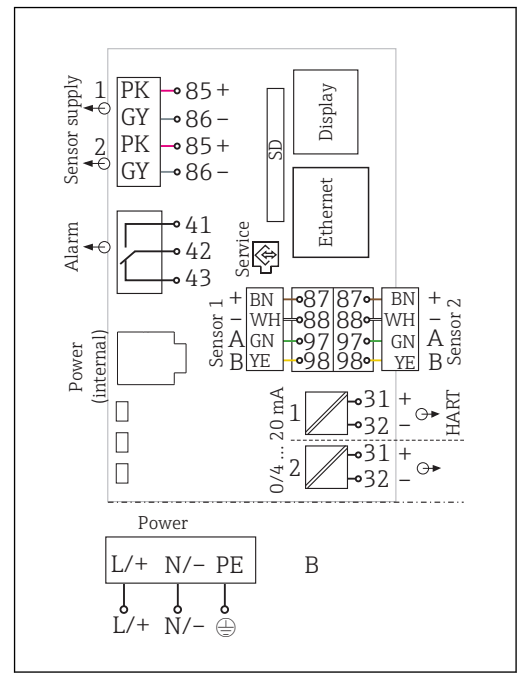 Sensor supply
1 PK 85 +
GY 86 -
2 PK 85 +
GY 86 -
Display
SD
Ethernet
Alarm
41
42
43
Service
Power
(internal)
Sensor 1
+ BN 87 87 BN +
- WH 88 88 WH -
A GN 97 97 GN A
B YE 98 98 YE B
Sensor 2
0/4 ... 20 mA
1 31 +
32 -
HART
2 31 +
32 -
Power
L/+ N/- PE
B
L/+ N/-